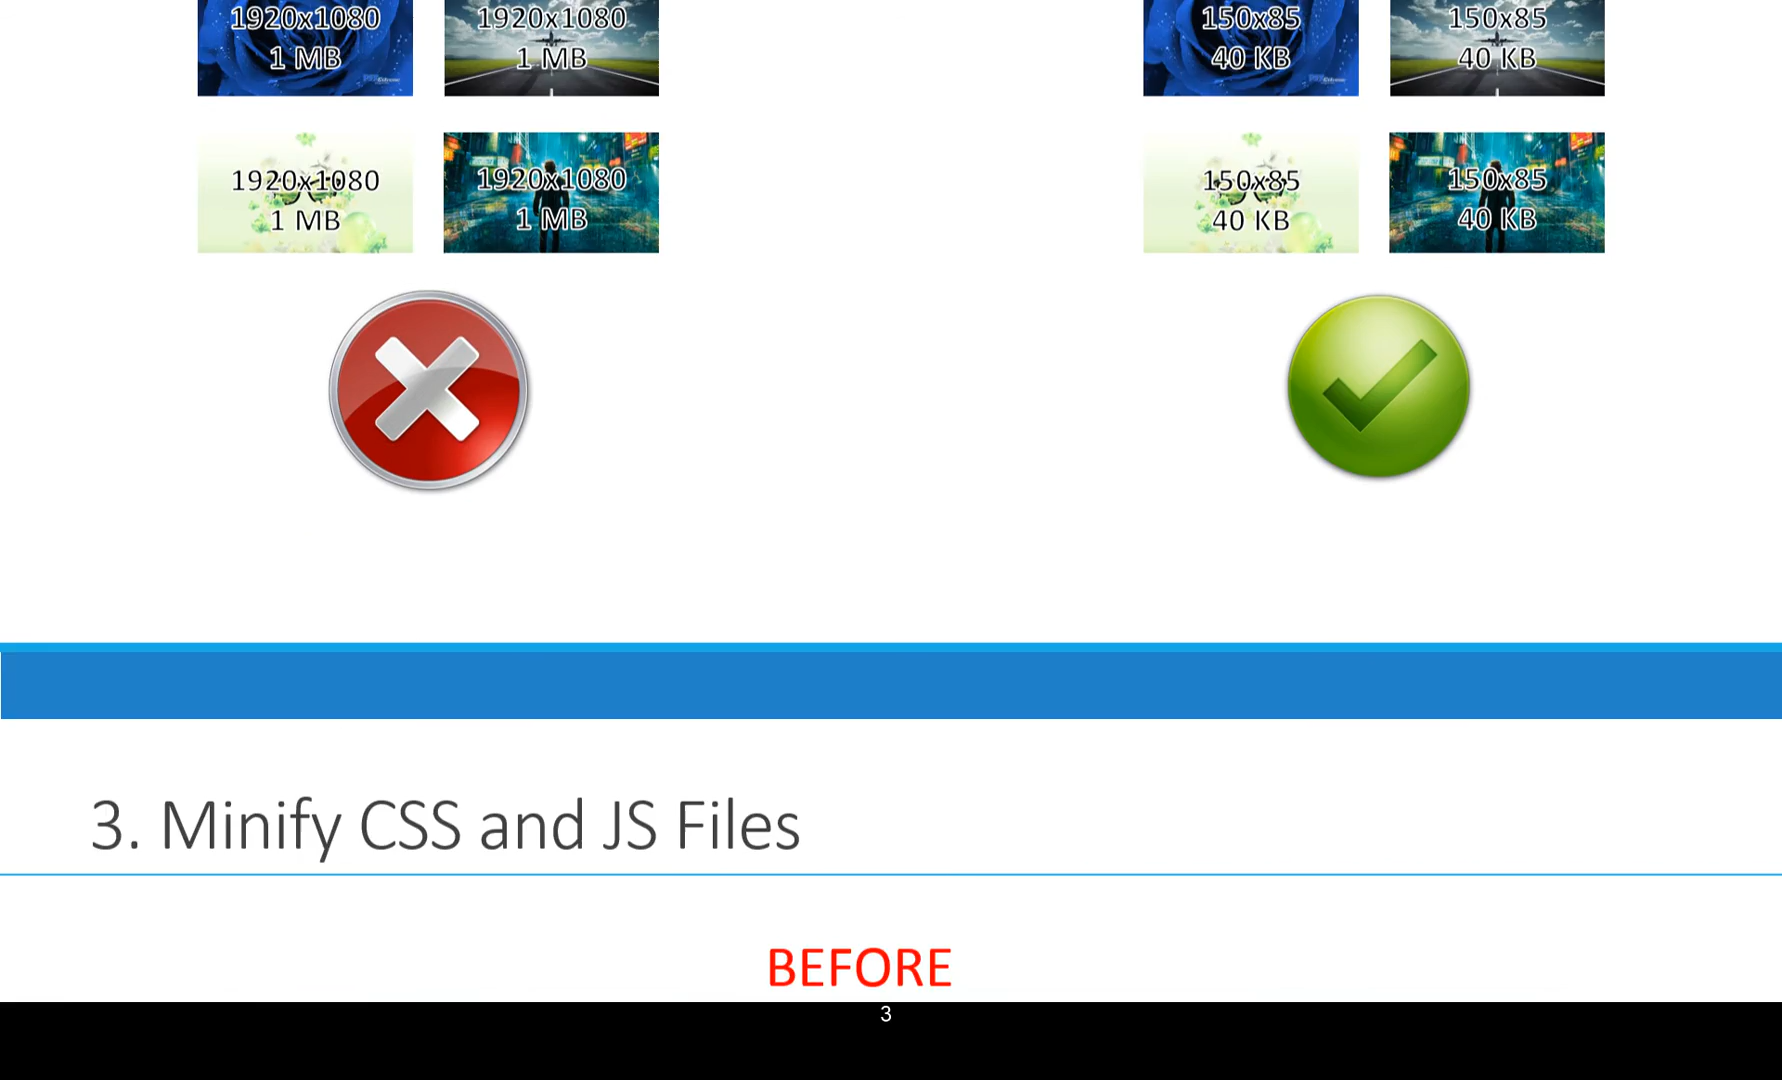 1920x1080
1 MB
1920x1080
1 MB
150x85
40 KB
150x85
40 KB
1920x1080
1 MB
1920x1080
1 MB
150x85
40 KB
150x85
40 KB
3. Minify CSS and JS Files
BEFORE
3